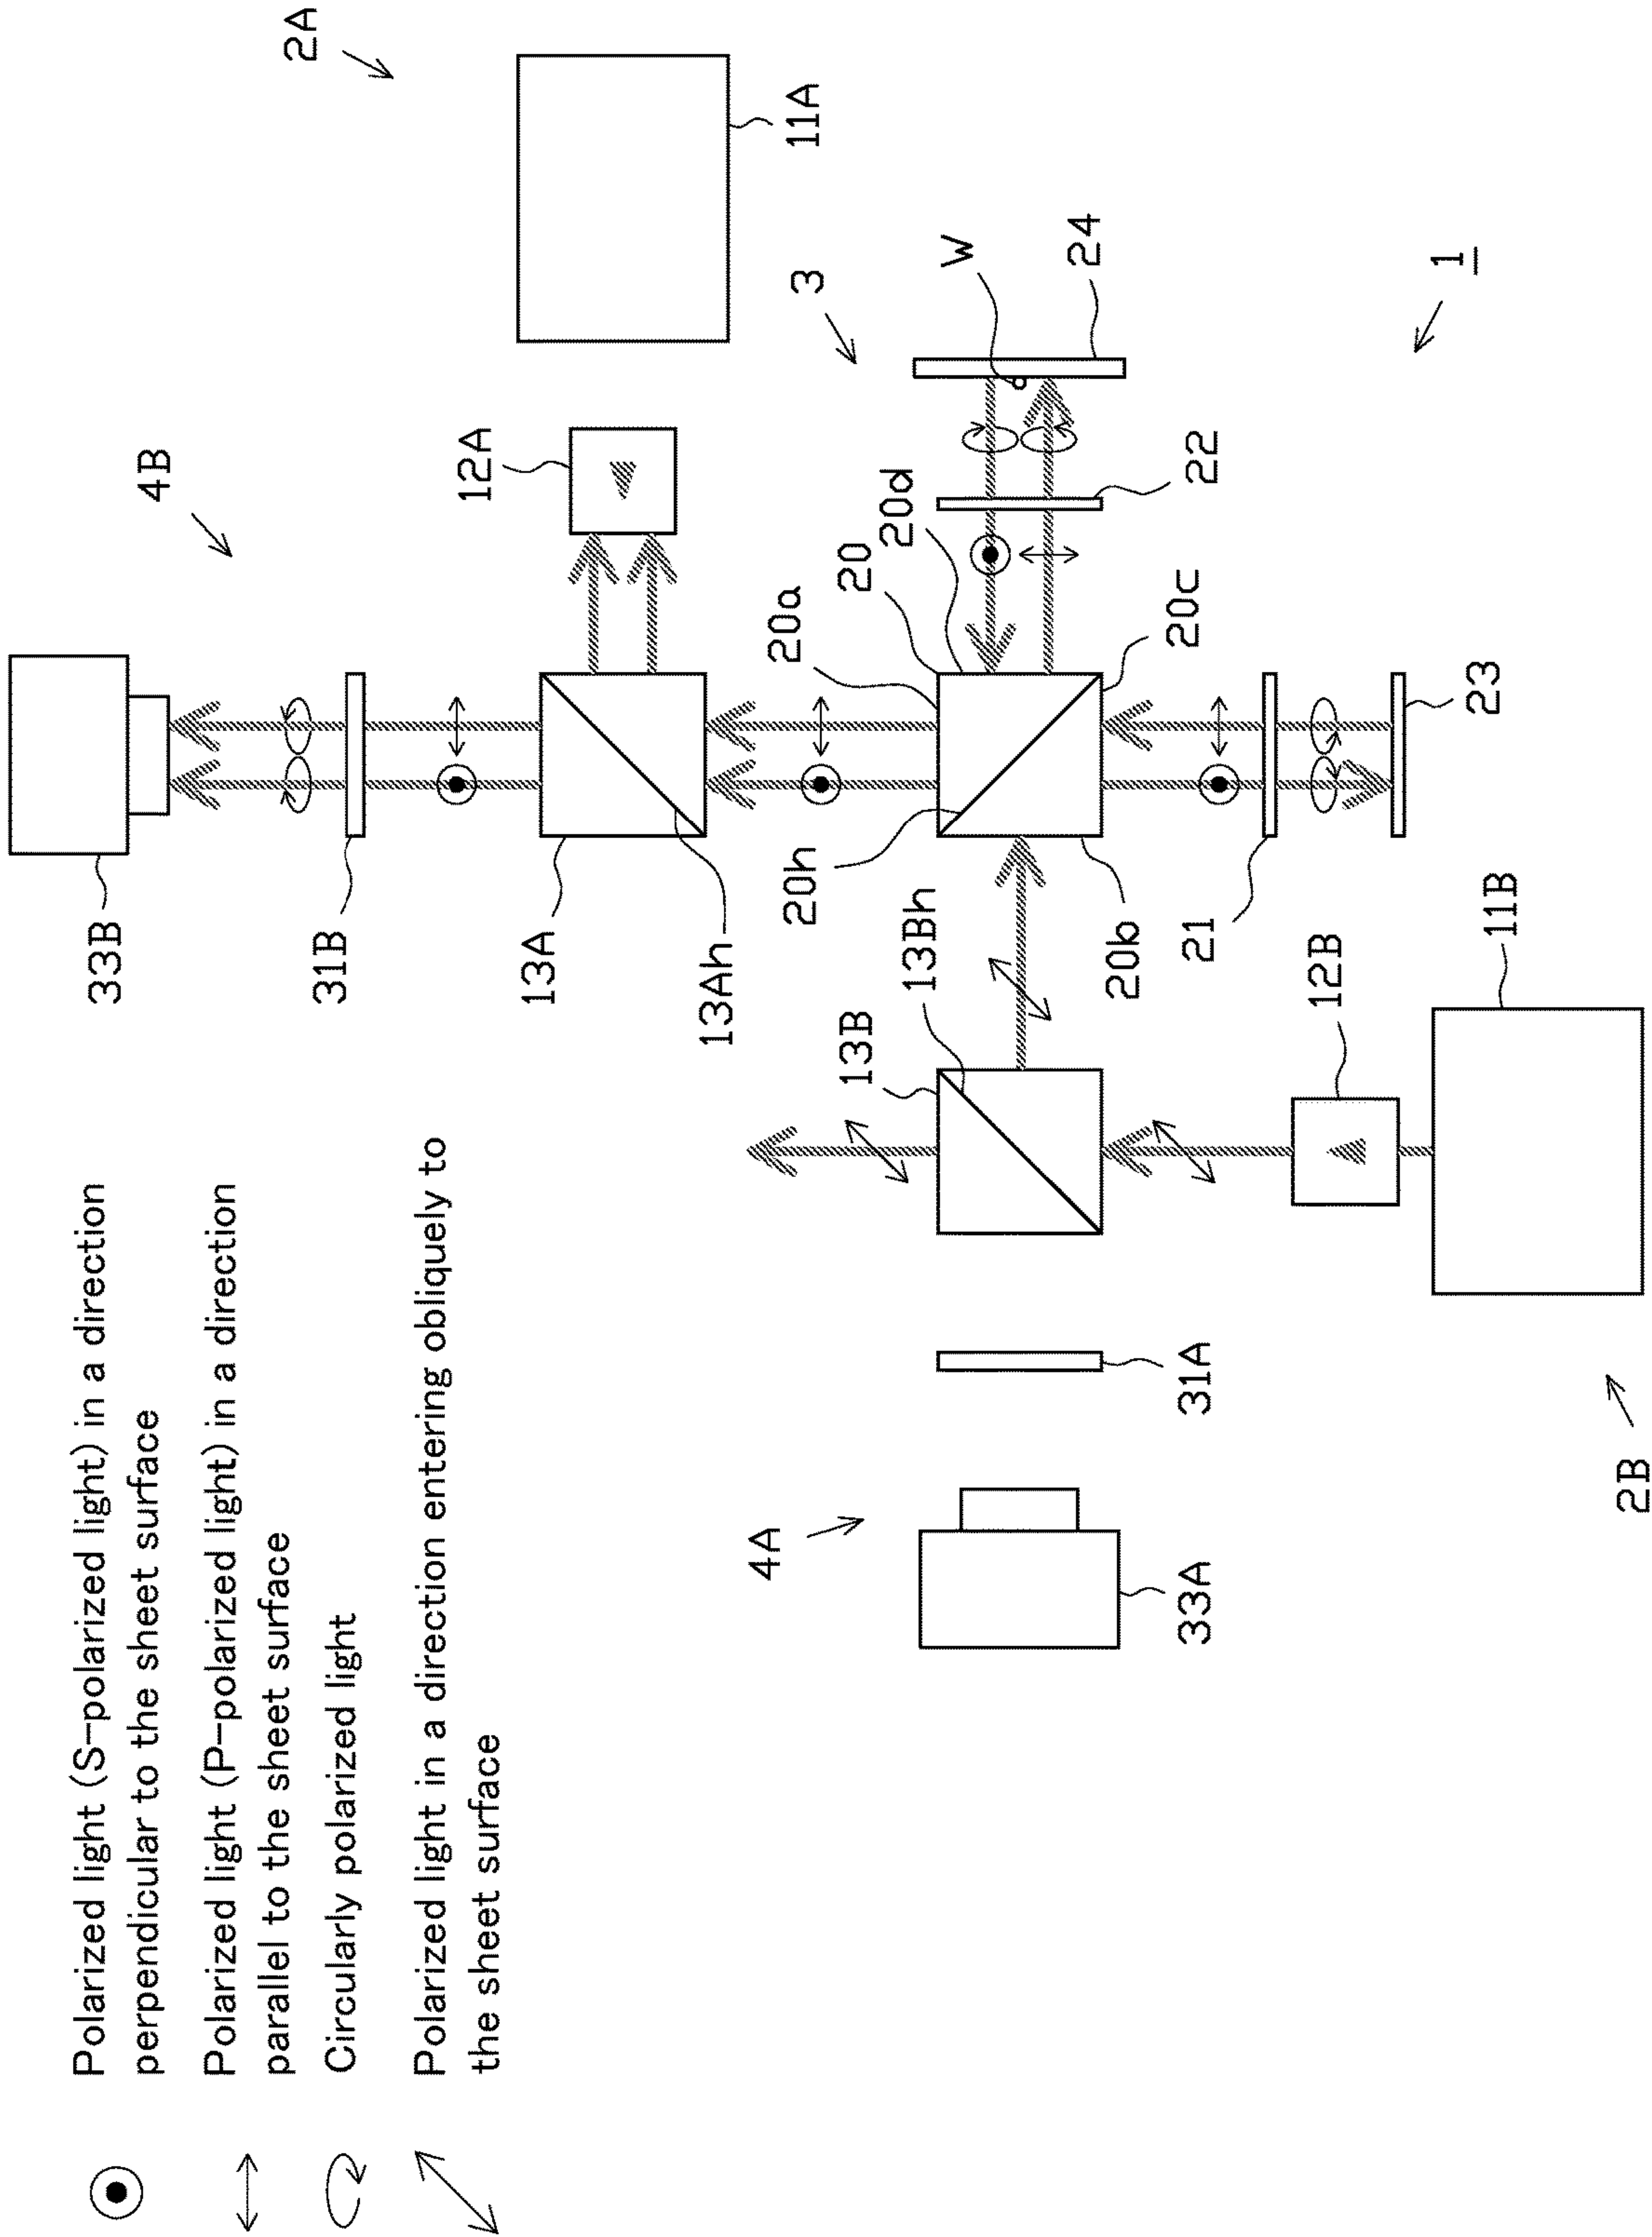 Polarized light (S-polarized light) in a direction
perpendicular to the sheet surface
Polarized light (P-polarized light) in a direction
parallel to the sheet surface
Circularly polarized light
Polarized light in a direction entering obliquely to
the sheet surface
33B
4B
2A
31B
12A
13A
13Ah
4A
20a
20h
3
11A
13B
20
20d
13Bh
W
24
20b
20c
33A
31A
21
22
12B
1
23
11B
2B